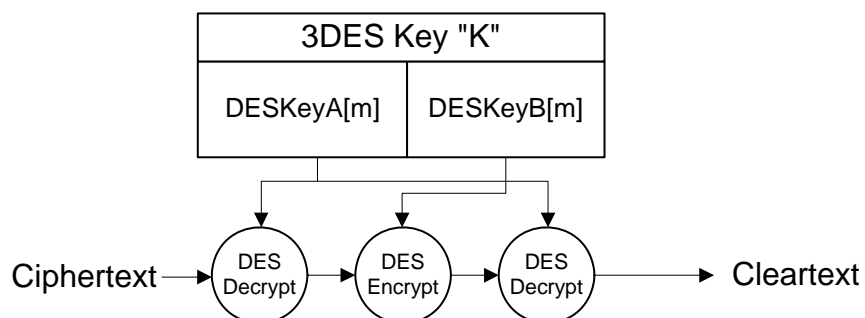 3DES Key "K"
DESKeyA[m] DESKeyB[m]
Ciphertext
DES
Decrypt
DES
Encrypt
DES
Decrypt
Cleartext